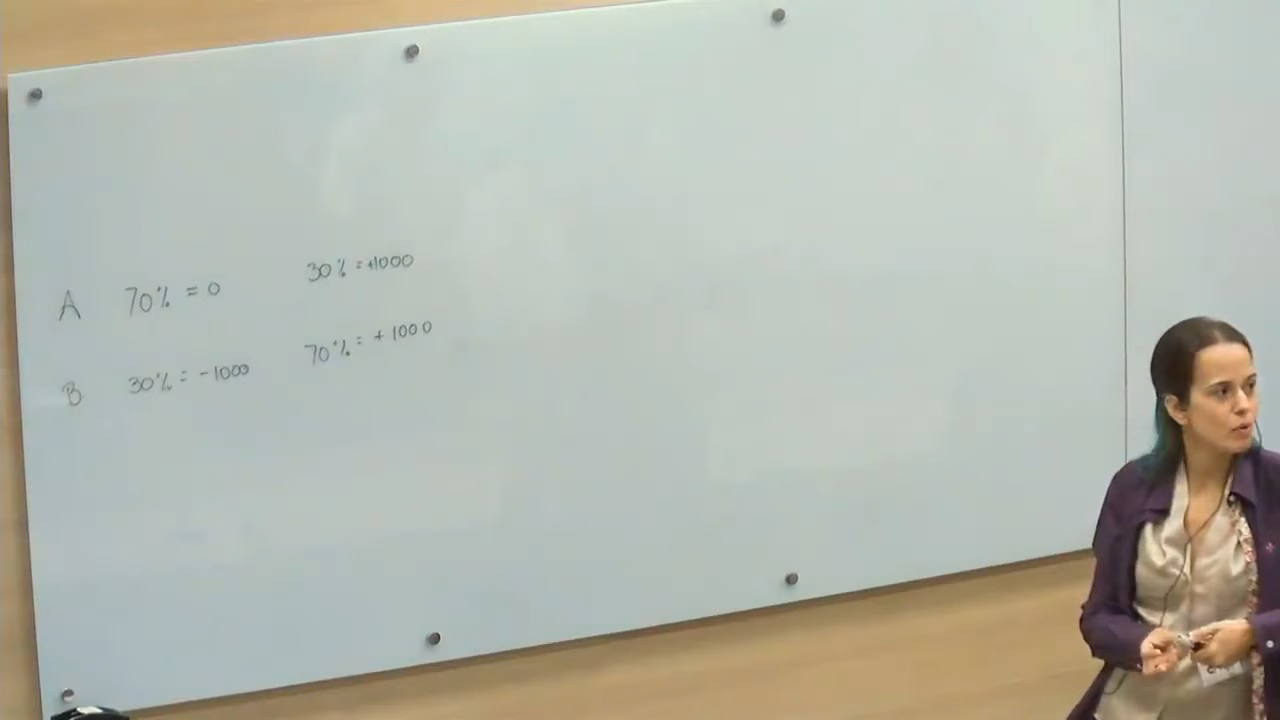 A 70% = 0 30% = +1000
B 30% = -1000 70% = + 1000